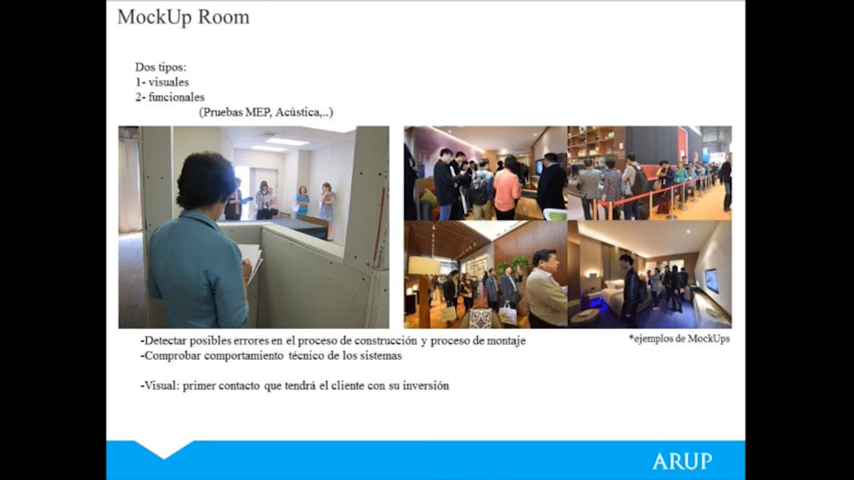 MockUp Room
Dos tipos:
1- visuales
2- funcionales
(Pruebas MEP, Acústica,..)
-Detectar posibles errores en el proceso de construcción y proceso de montaje
*ejemplos de MockUps
-Comprobar comportamiento técnico de los sistemas
-Visual: primer contacto que tendrá el cliente con su inversión
ARUP